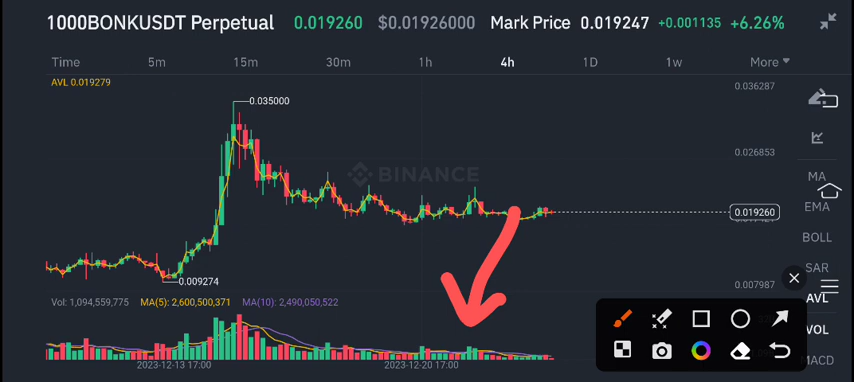 1000BONKUSDT Perpetual 0.019260 $0.01926000 Mark Price 0.019247 +0.001135 +6.26%
Time 5m 15m 30m 1h 4h 1D 1w More
AVL 0.019279
0.036287
0.035000
0.026853
BINANCE
MA
EMA
0.019260
BOLL
SAR
0.009274
0.007987
AVL
Vol: 1,094,559,775 MA(5): 2,600,500,371 MA(10): 2,490,050,522
VOL
MACD
2023-12-13 17:00 2023-12-20 17:00